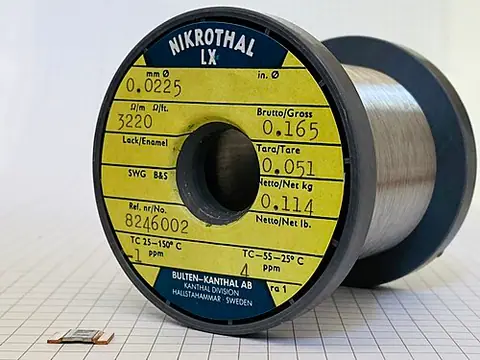 NIKROTHAL
LX
mm Ø in. Ø
0.0225
Ω/m Ω/ft. Brutto/Gross
3220 0.165
Lack/Enamel Tara/Tare
0.051
SWG B&S Netto/Net kg
0.114
Ref. nr/No. Netto/Net lb.
8246002
TC 25–150° C TC–55–25° C
-1 ppm 4 ppm
BULTEN-KANTHAL AB
KANTHAL DIVISION
HALLSTAHAMMAR · SWEDEN